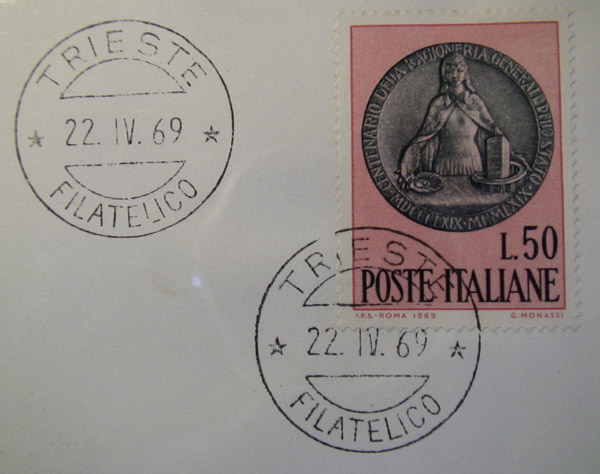 TRIESTE
22. IV. 69
FILATELICO
CENTENARIO DELLA RAGIONERIA GENERALE DELLO STATO
MDCCCLXIX · MCMLXIX
L.50
POSTE ITALIANE
I.P.S.-ROMA 1969
G. MONASSI
TRIESTE
22. IV. 69
FILATELICO